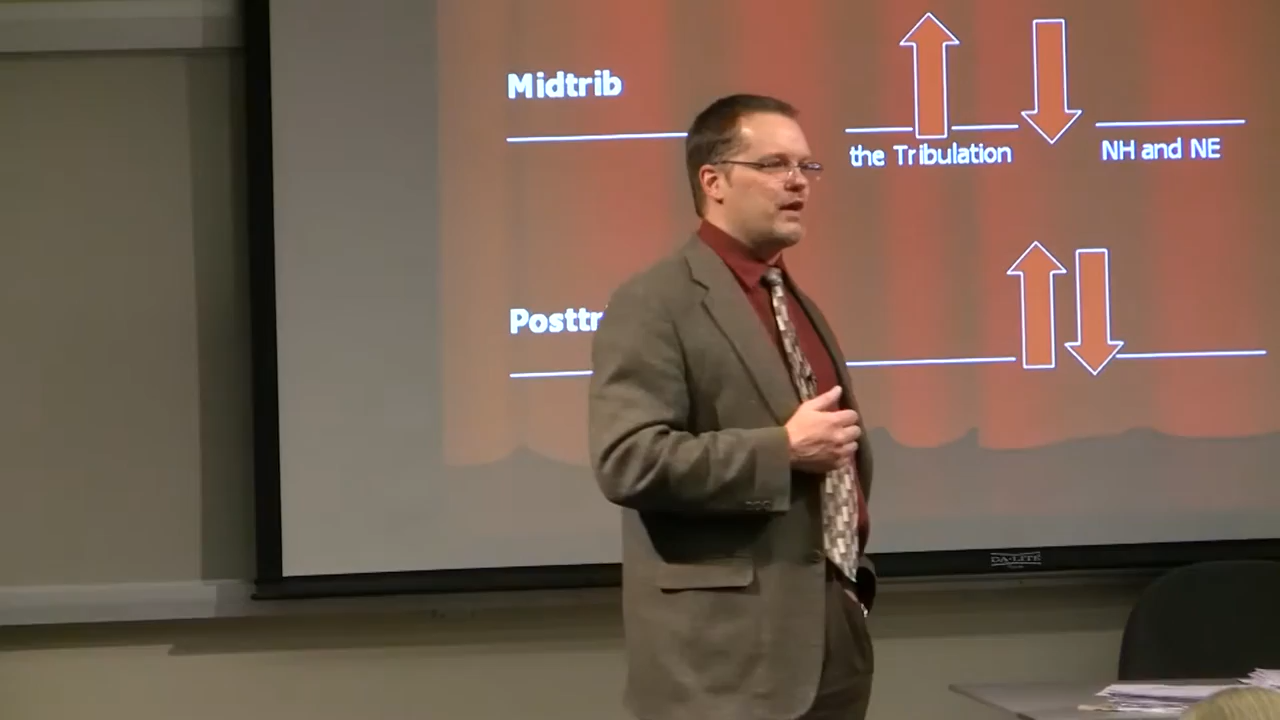 Midtrib
the Tribulation
NH and NE
Posttr
DA-LITE